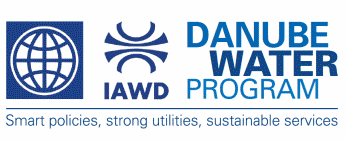 IAWD
DANUBE
WATER
PROGRAM
Smart policies, strong utilities, sustainable services